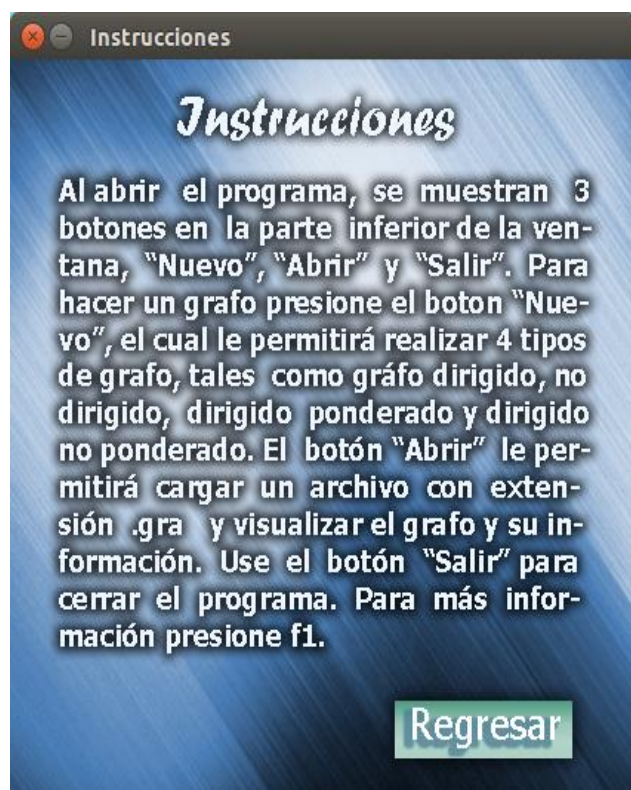 Instrucciones
Instrucciones
Al abrir el programa, se muestran 3
botones en la parte inferior de la ven-
tana, “Nuevo”, “Abrir” y “Salir”. Para
hacer un grafo presione el boton “Nue-
vo”, el cual le permitirá realizar 4 tipos
de grafo, tales como gráfo dirigido, no
dirigido, dirigido ponderado y dirigido
no ponderado. El botón “Abrir” le per-
mitirá cargar un archivo con exten-
sión .gra y visualizar el grafo y su in-
formación. Use el botón “Salir” para
cerrar el programa. Para más infor-
mación presione f1.
Regresar